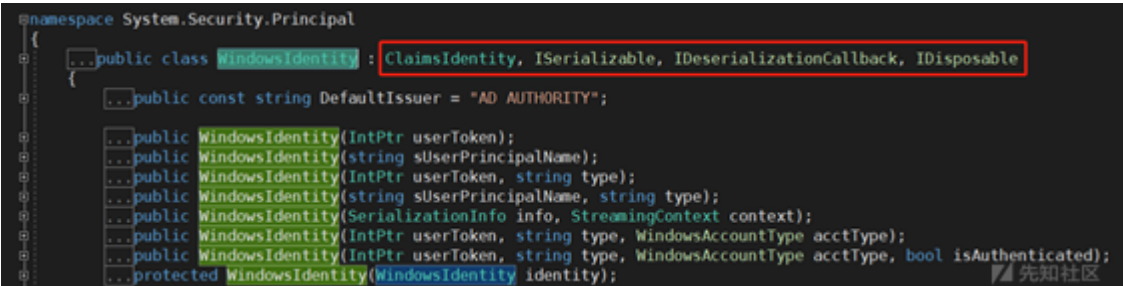 namespace System.Security.Principal
{
...public class WindowsIdentity : ClaimsIdentity, ISerializable, IDeserializationCallback, IDisposable
{
...public const string DefaultIssuer = "AD AUTHORITY";
...public WindowsIdentity(IntPtr userToken);
...public WindowsIdentity(string sUserPrincipalName);
...public WindowsIdentity(IntPtr userToken, string type);
...public WindowsIdentity(string sUserPrincipalName, string type);
...public WindowsIdentity(SerializationInfo info, StreamingContext context);
...public WindowsIdentity(IntPtr userToken, string type, WindowsAccountType acctType);
...public WindowsIdentity(IntPtr userToken, string type, WindowsAccountType acctType, bool isAuthenticated);
...protected WindowsIdentity(WindowsIdentity identity);
先知社区